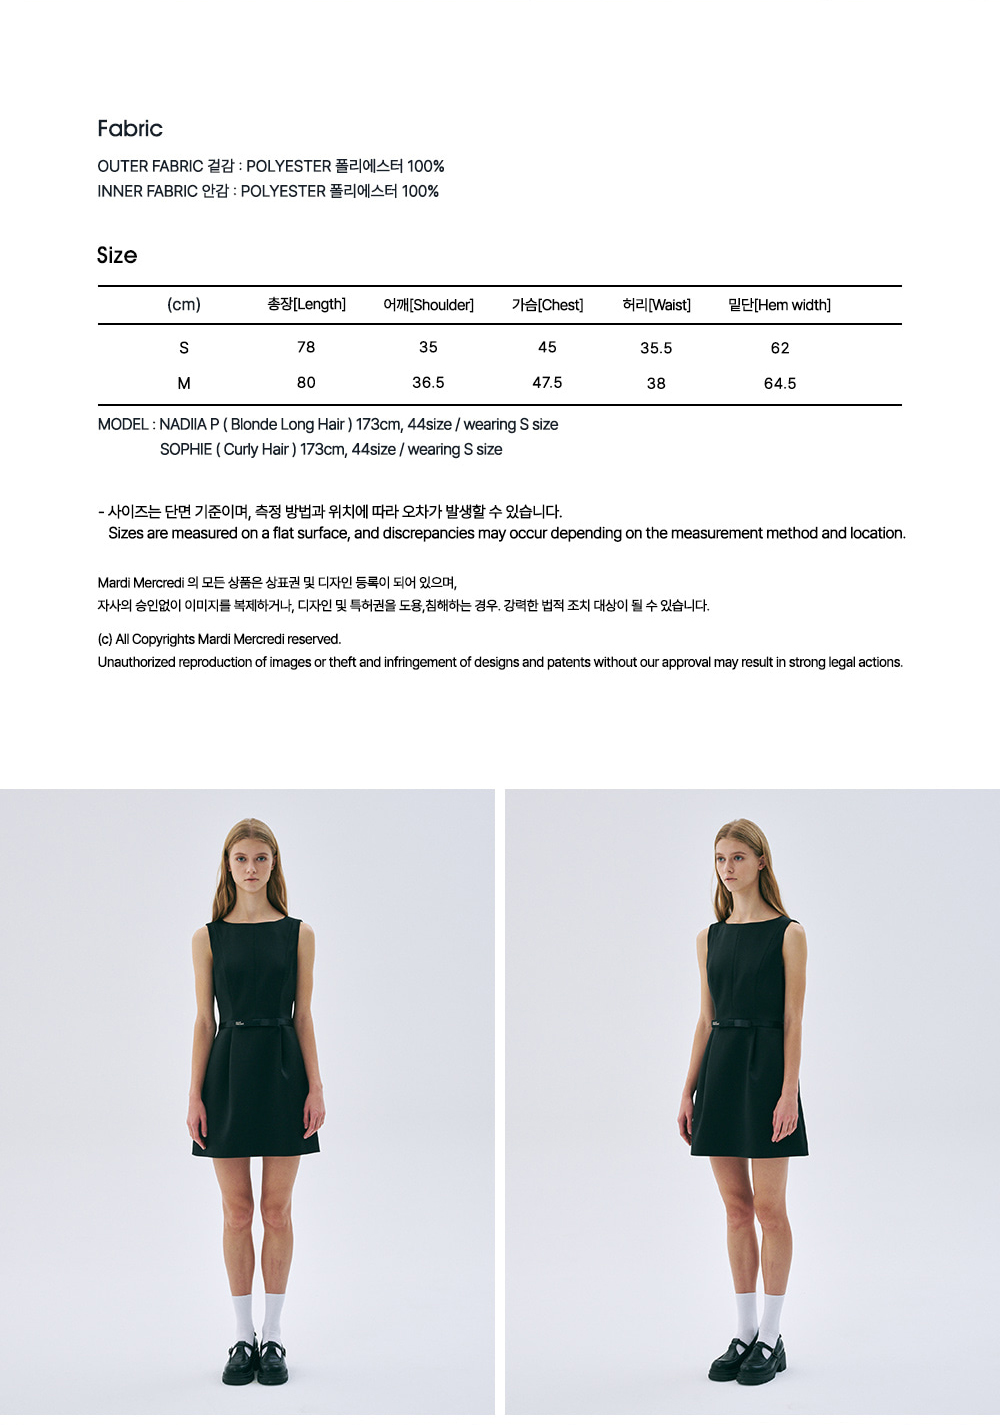 Fabric
OUTER FABRIC 겉감 : POLYESTER 폴리에스터 100%
INNER FABRIC 안감 : POLYESTER 폴리에스터 100%
Size
(cm) 총장[Length] 어깨[Shoulder] 가슴[Chest] 허리[Waist] 밑단[Hem width]
S 78 35 45 35.5 62
M 80 36.5 47.5 38 64.5
MODEL : NADIIA P ( Blonde Long Hair ) 173cm, 44size / wearing S size
SOPHIE ( Curly Hair ) 173cm, 44size / wearing S size
- 사이즈는 단면 기준이며, 측정 방법과 위치에 따라 오차가 발생할 수 있습니다.
Sizes are measured on a flat surface, and discrepancies may occur depending on the measurement method and location.
Mardi Mercredi 의 모든 상품은 상표권 및 디자인 등록이 되어 있으며,
자사의 승인없이 이미지를 복제하거나, 디자인 및 특허권을 도용,침해하는 경우. 강력한 법적 조치 대상이 될 수 있습니다.
(c) All Copyrights Mardi Mercredi reserved.
Unauthorized reproduction of images or theft and infringement of designs and patents without our approval may result in strong legal actions.